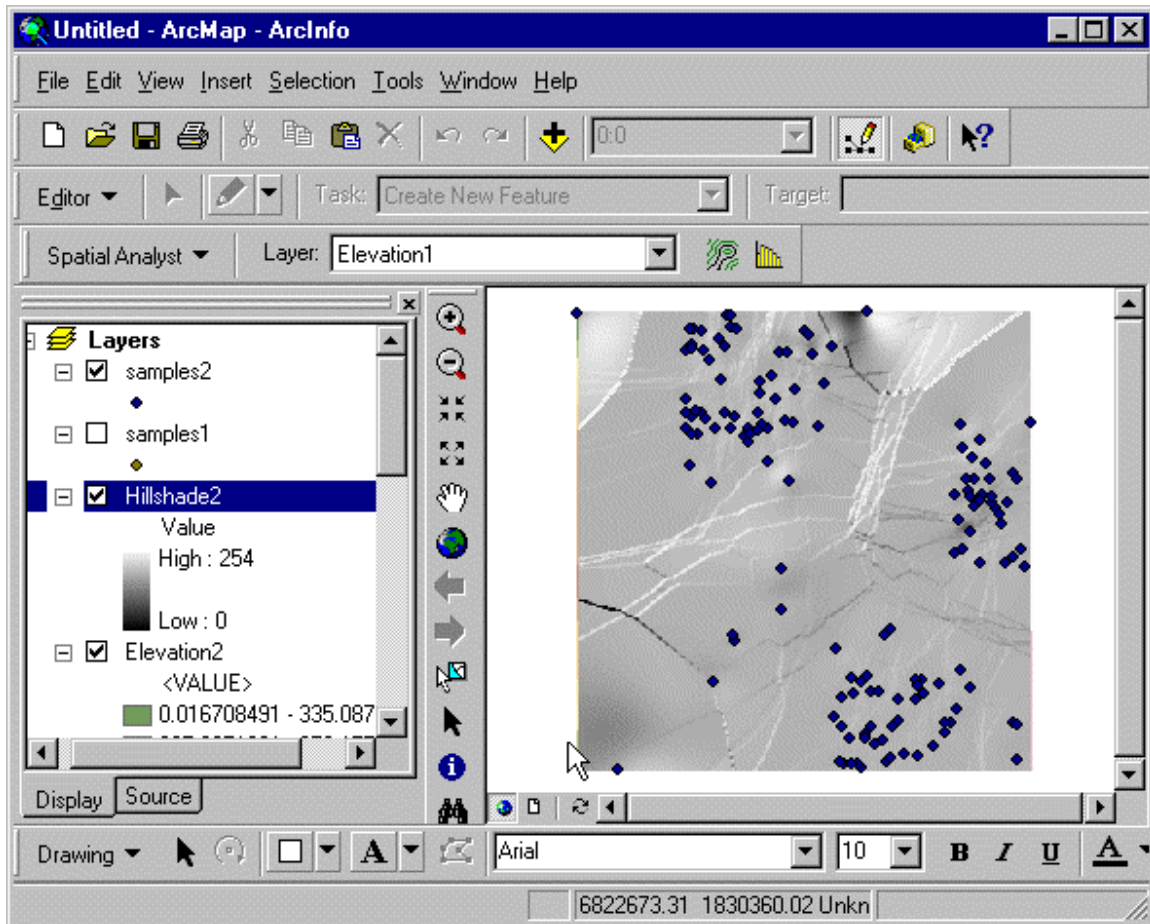 Untitled - ArcMap - ArcInfo
File Edit View Insert Selection Tools Window Help
0:0
Editor Task: Create New Feature Target:
Spatial Analyst Layer: Elevation1
Layers
samples2
samples1
Hillshade2
Value
High : 254
Low : 0
Elevation2
<VALUE>
0.016708491 - 335.087
Display Source
Drawing A Arial 10 B I U A
6822673.31 1830360.02 Unkn